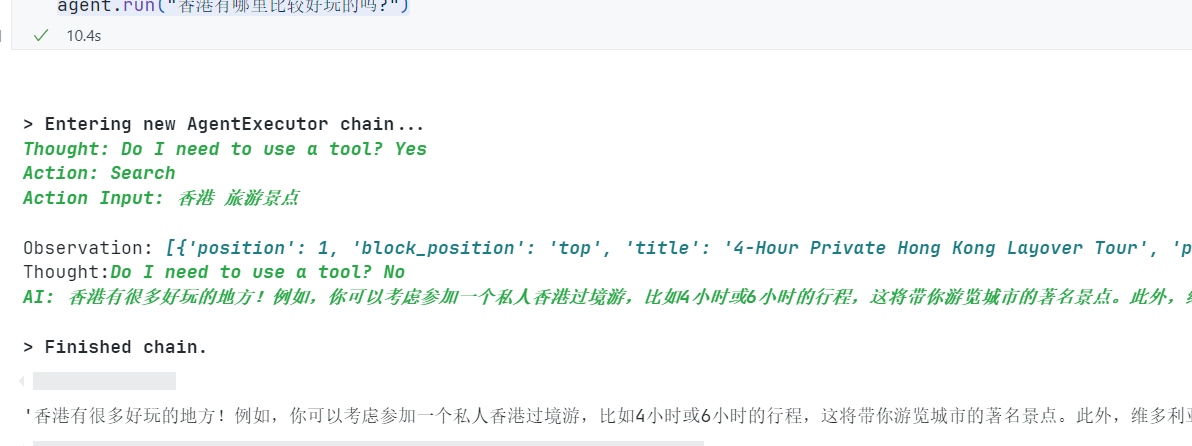 agent.run("香港有哪里比较好玩的吗?")
10.4s
> Entering new AgentExecutor chain...
Thought: Do I need to use a tool? Yes
Action: Search
Action Input: 香港 旅游景点
Observation: [{'position': 1, 'block_position': 'top', 'title': '4-Hour Private Hong Kong Layover Tour', 'p
Thought:Do I need to use a tool? No
AI: 香港有很多好玩的地方！例如，你可以考虑参加一个私人香港过境游，比如4小时或6小时的行程，这将带你游览城市的著名景点。此外，
> Finished chain.
'香港有很多好玩的地方！例如，你可以考虑参加一个私人香港过境游，比如4小时或6小时的行程，这将带你游览城市的著名景点。此外，维多利